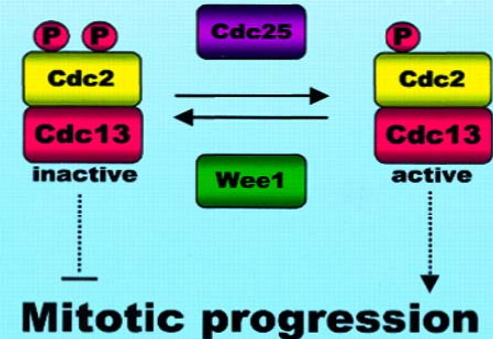 P P
Cdc2
Cdc13
inactive
Cdc25
Wee1
P
Cdc2
Cdc13
active
Mitotic progression